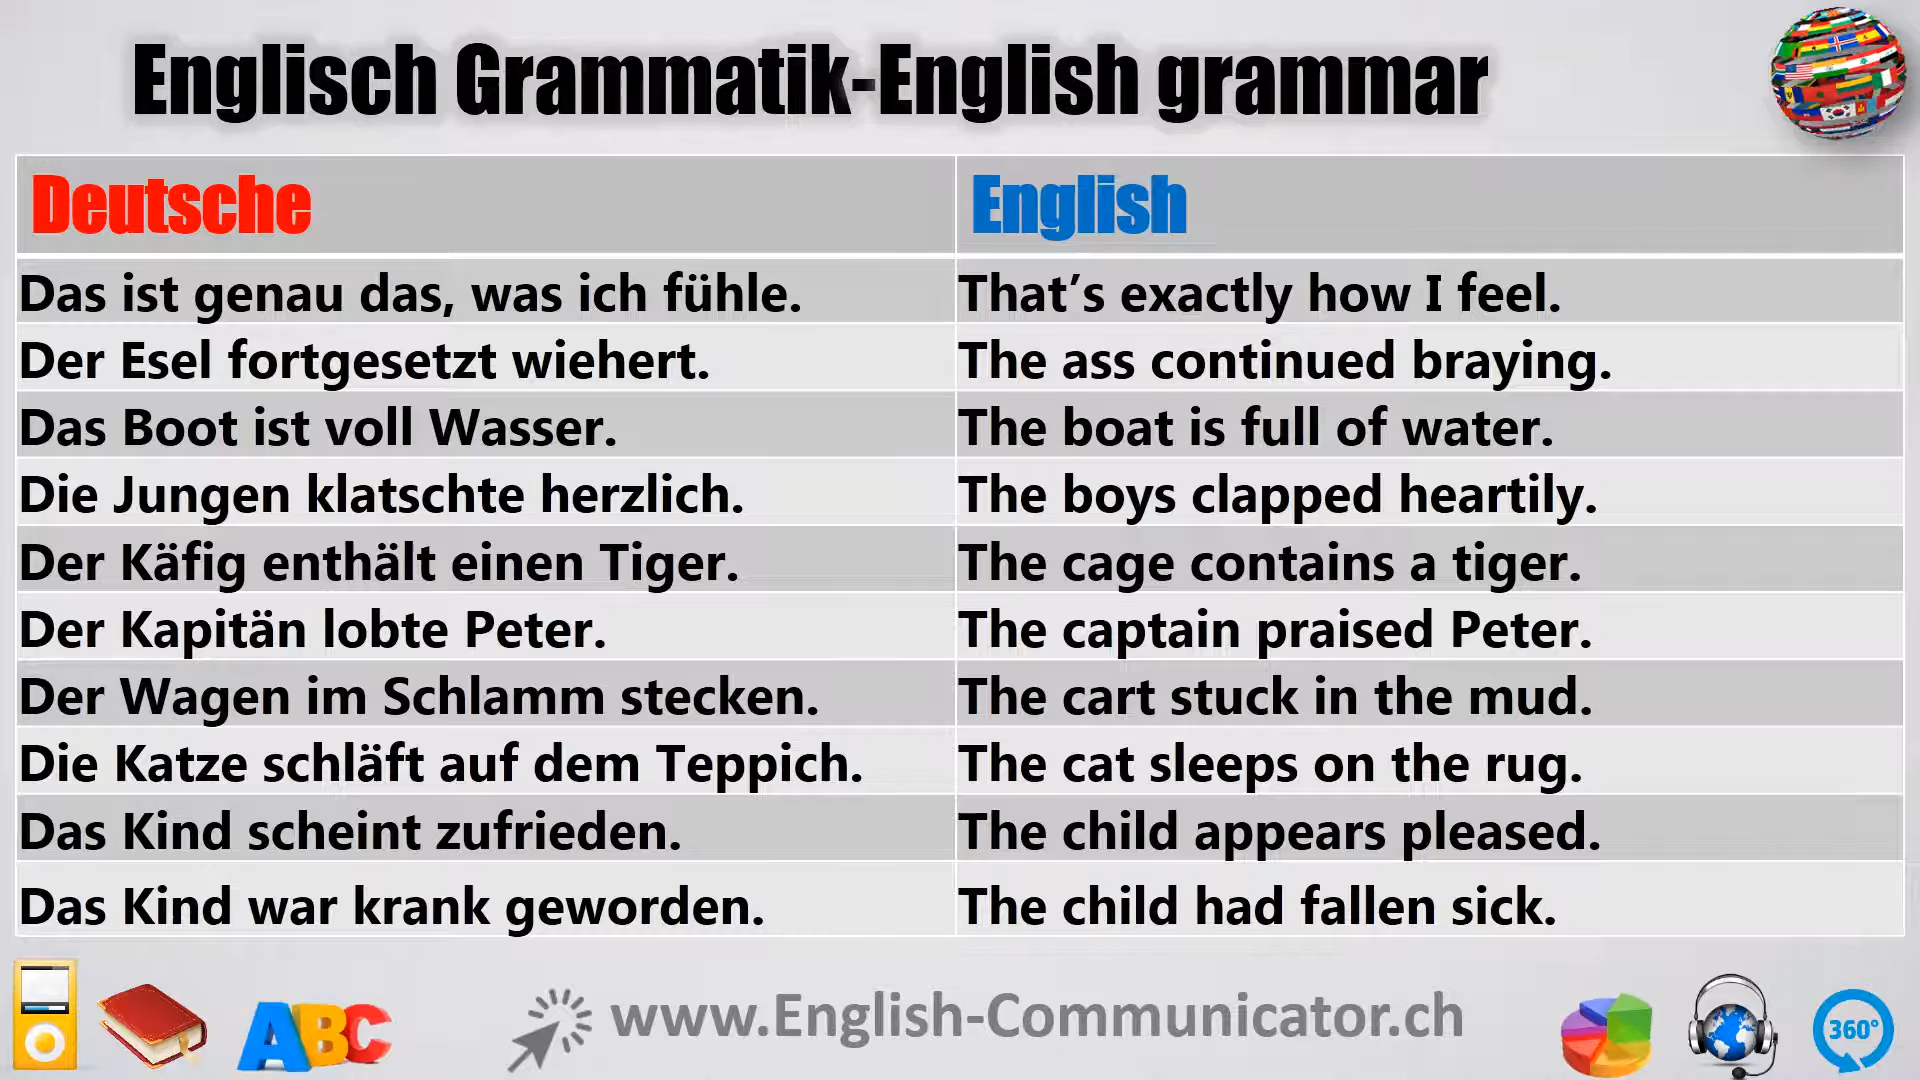 Englisch Grammatik-English grammar
Deutsche English
Das ist genau das, was ich fühle. That’s exactly how I feel.
Der Esel fortgesetzt wiehert. The ass continued braying.
Das Boot ist voll Wasser. The boat is full of water.
Die Jungen klatschte herzlich. The boys clapped heartily.
Der Käfig enthält einen Tiger. The cage contains a tiger.
Der Kapitän lobte Peter. The captain praised Peter.
Der Wagen im Schlamm stecken. The cart stuck in the mud.
Die Katze schläft auf dem Teppich. The cat sleeps on the rug.
Das Kind scheint zufrieden. The child appears pleased.
Das Kind war krank geworden. The child had fallen sick.
ABC www.English-Communicator.ch 360°